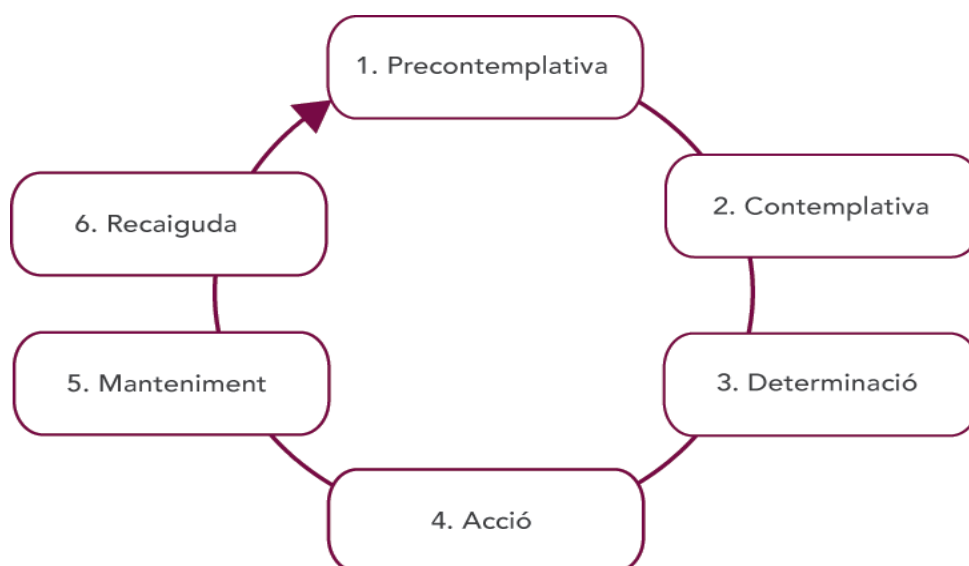 1. Precontemplativa
2. Contemplativa
3. Determinació
4. Acció
5. Manteniment
6. Recaiguda